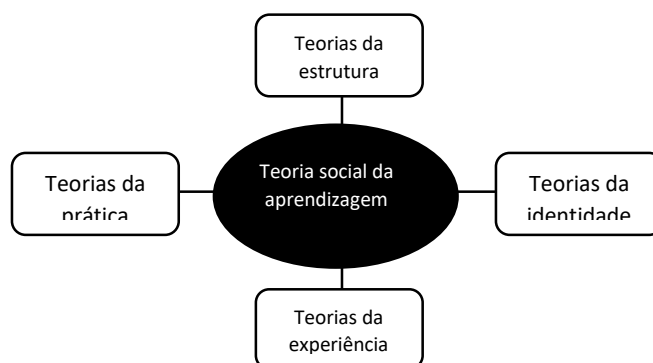 Teorias da
estrutura
Teorias da
prática
Teoria social da
aprendizagem
Teorias da
identidade
Teorias da
experiência